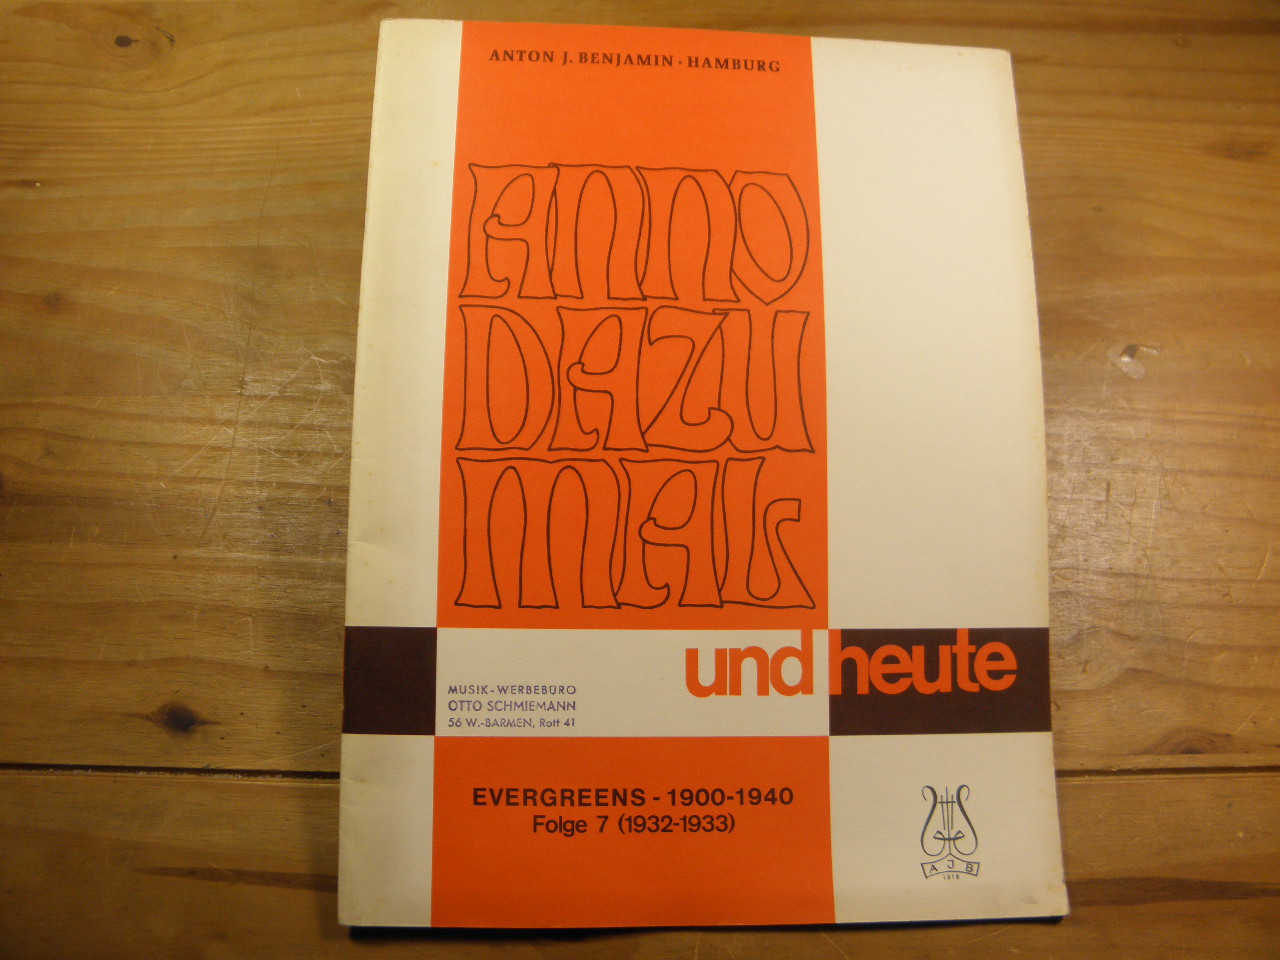 ANTON J. BENJAMIN · HAMBURG
ANNO
DAZU
MAL
und heute
MUSIK-WERBEBÜRO
OTTO SCHMIEMANN
56 W.-BARMEN, Rott 41
EVERGREENS - 1900-1940
Folge 7 (1932-1933)
A J B
1818